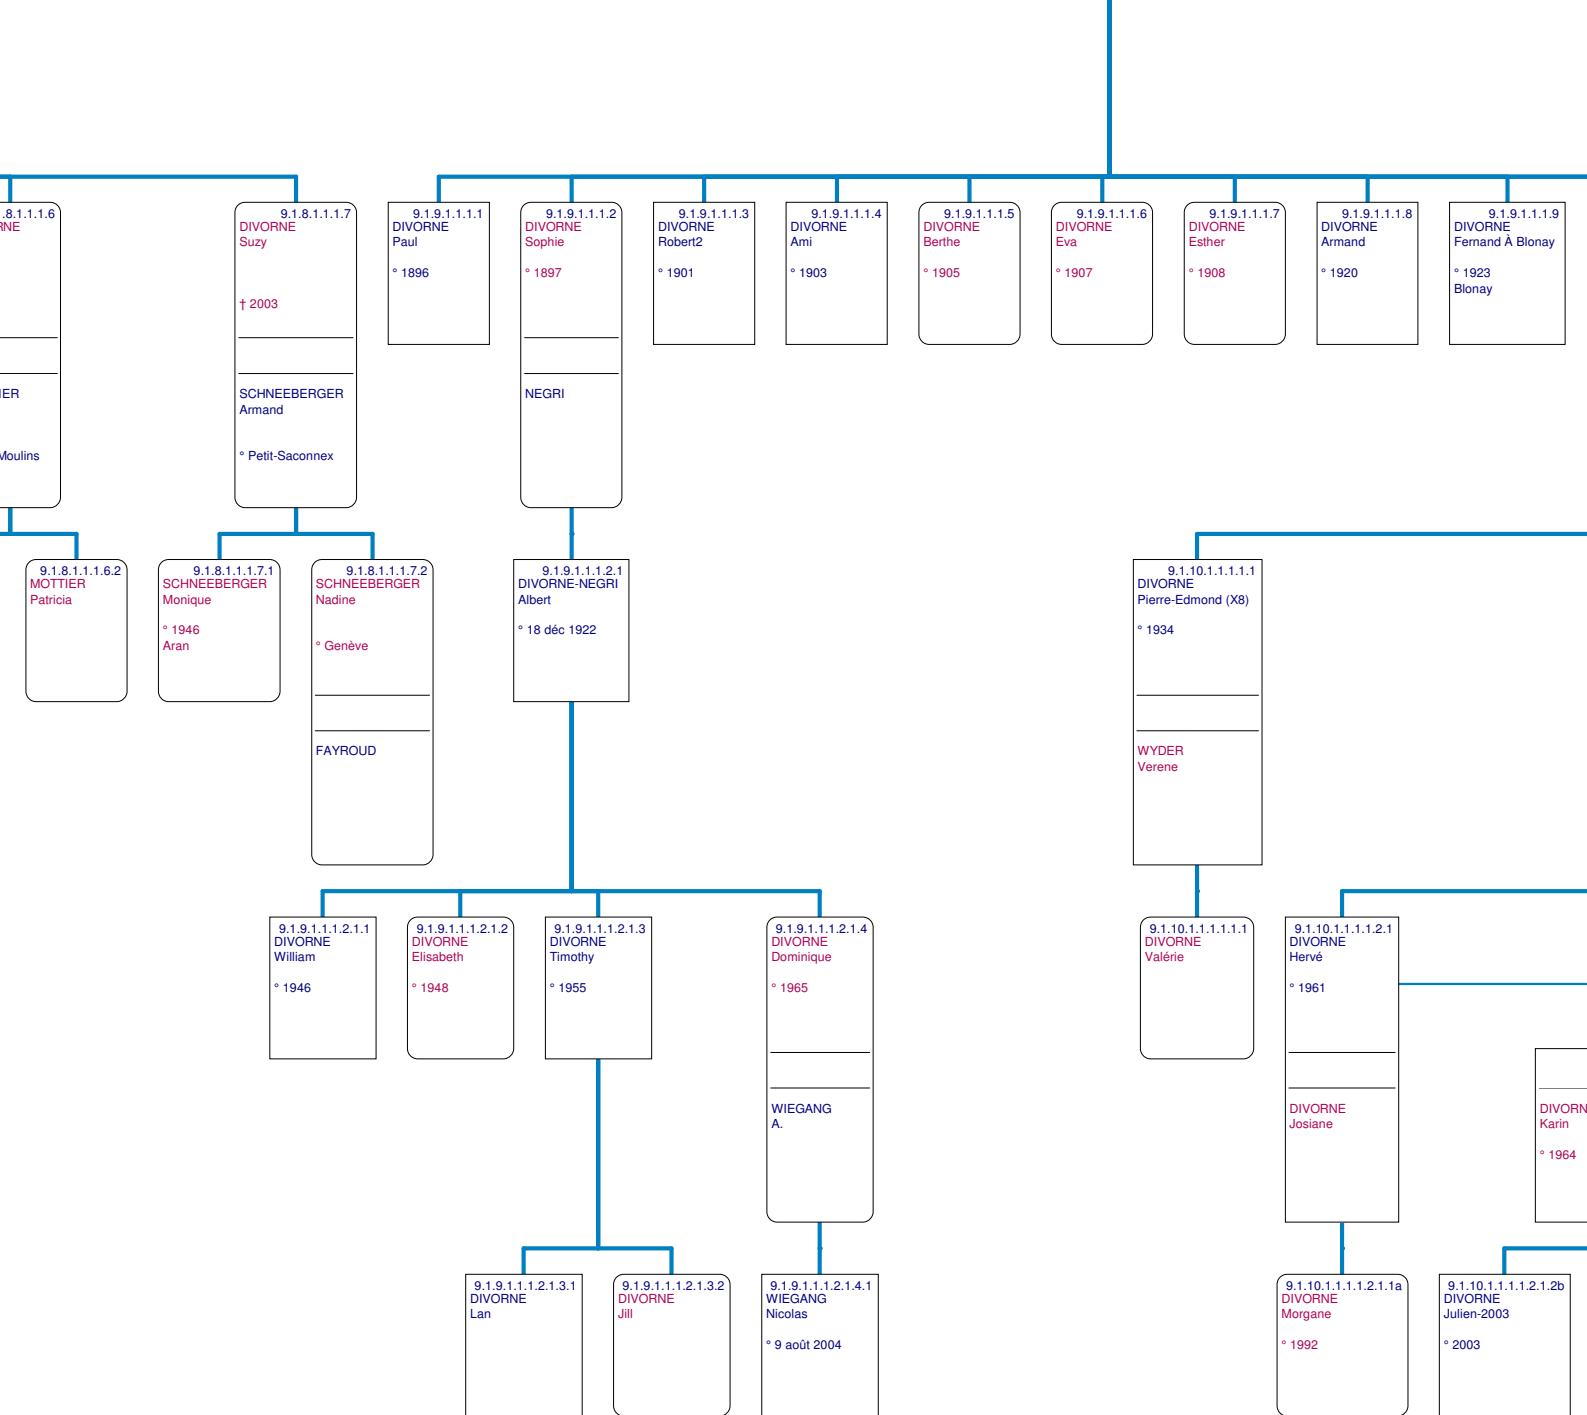 .8.1.1.1.6
RNE
IER
Moulins
9.1.8.1.1.1.7
DIVORNE
Suzy
† 2003
SCHNEEBERGER
Armand
° Petit-Saconnex
9.1.9.1.1.1.1
DIVORNE
Paul
° 1896
9.1.9.1.1.1.2
DIVORNE
Sophie
° 1897
NEGRI
9.1.9.1.1.1.3
DIVORNE
Robert2
° 1901
9.1.9.1.1.1.4
DIVORNE
Ami
° 1903
9.1.9.1.1.1.5
DIVORNE
Berthe
° 1905
9.1.9.1.1.1.6
DIVORNE
Eva
° 1907
9.1.9.1.1.1.7
DIVORNE
Esther
° 1908
9.1.9.1.1.1.8
DIVORNE
Armand
° 1920
9.1.9.1.1.1.9
DIVORNE
Fernand À Blonay
° 1923
Blonay
9.1.8.1.1.1.6.2
MOTTIER
Patricia
9.1.8.1.1.1.7.1
SCHNEEBERGER
Monique
° 1946
Aran
9.1.8.1.1.1.7.2
SCHNEEBERGER
Nadine
° Genève
FAYROUD
9.1.9.1.1.1.2.1
DIVORNE-NEGRI
Albert
° 18 déc 1922
9.1.10.1.1.1.1.1
DIVORNE
Pierre-Edmond (X8)
° 1934
WYDER
Verene
9.1.9.1.1.1.2.1.1
DIVORNE
William
° 1946
9.1.9.1.1.1.2.1.2
DIVORNE
Elisabeth
° 1948
9.1.9.1.1.1.2.1.3
DIVORNE
Timothy
° 1955
9.1.9.1.1.1.2.1.4
DIVORNE
Dominique
° 1965
WIEGANG
A.
9.1.10.1.1.1.1.1.1
DIVORNE
Valérie
9.1.10.1.1.1.1.2.1
DIVORNE
Hervé
° 1961
DIVORNE
Josiane
DIVORN
Karin
° 1964
9.1.9.1.1.1.2.1.3.1
DIVORNE
Lan
9.1.9.1.1.1.2.1.3.2
DIVORNE
Jill
9.1.9.1.1.1.2.1.4.1
WIEGANG
Nicolas
° 9 août 2004
9.1.10.1.1.1.1.2.1.1a
DIVORNE
Morgane
° 1992
9.1.10.1.1.1.1.2.1.2b
DIVORNE
Julien-2003
° 2003